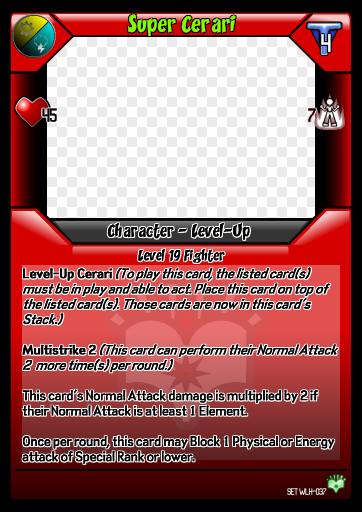 Super Cerari
4
45
7
Character - Level-Up
Level 19 Fighter
Level-Up Cerari (To play this card, the listed card(s)
must be in play and able to act. Place this card on top of
the listed card(s). Those cards are now in this card's
Stack.)
Multistrike 2 (This card can perform their Normal Attack
2 more time(s) per round.)
This card's Normal Attack damage is multiplied by 2 if
their Normal Attack is at least 1 Element.
Once per round, this card may Block 1 Physical or Energy
attack of Special Rank or lower.
SET WLH-037